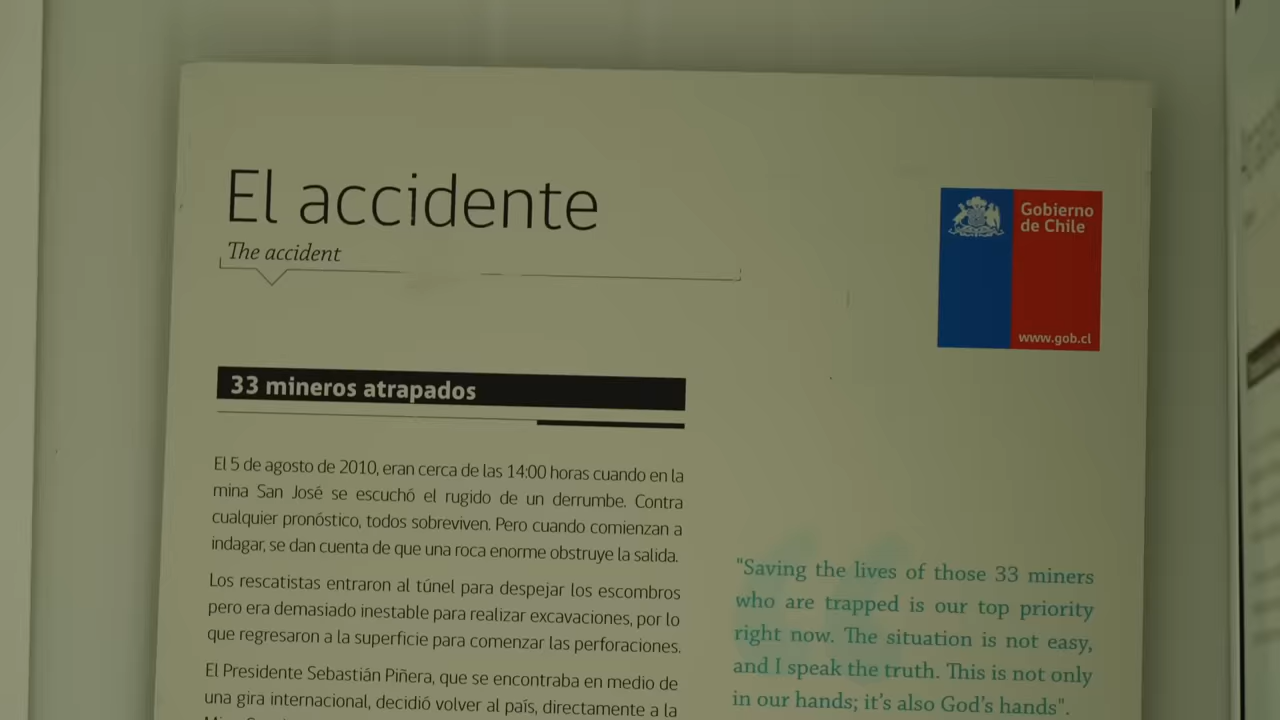 El accidente
The accident
Gobierno
de Chile
www.gob.cl
33 mineros atrapados
El 5 de agosto de 2010, eran cerca de las 14:00 horas cuando en la
mina San José se escuchó el rugido de un derrumbe. Contra
cualquier pronóstico, todos sobreviven. Pero cuando comienzan a
indagar, se dan cuenta de que una roca enorme obstruye la salida.
Los rescatistas entraron al túnel para despejar los escombros
pero era demasiado inestable para realizar excavaciones, por lo
que regresaron a la superficie para comenzar las perforaciones.
El Presidente Sebastián Piñera, que se encontraba en medio de
una gira internacional, decidió volver al país, directamente a la
"Saving the lives of those 33 miners
who are trapped is our top priority
right now. The situation is not easy,
and I speak the truth. This is not only
in our hands; it's also God's hands".